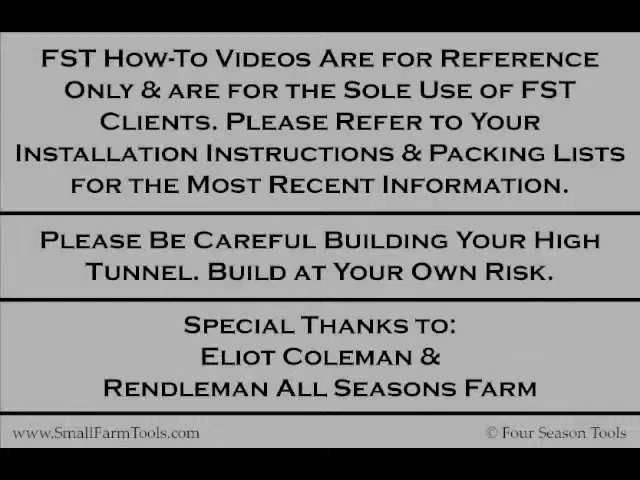 FST How-To Videos Are for Reference
Only & are for the Sole Use of FST
Clients. Please Refer to Your
Installation Instructions & Packing Lists
for the Most Recent Information.
Please Be Careful Building Your High
Tunnel. Build at Your Own Risk.
Special Thanks to:
Eliot Coleman &
Rendleman All Seasons Farm
www.SmallFarmTools.com
© Four Season Tools